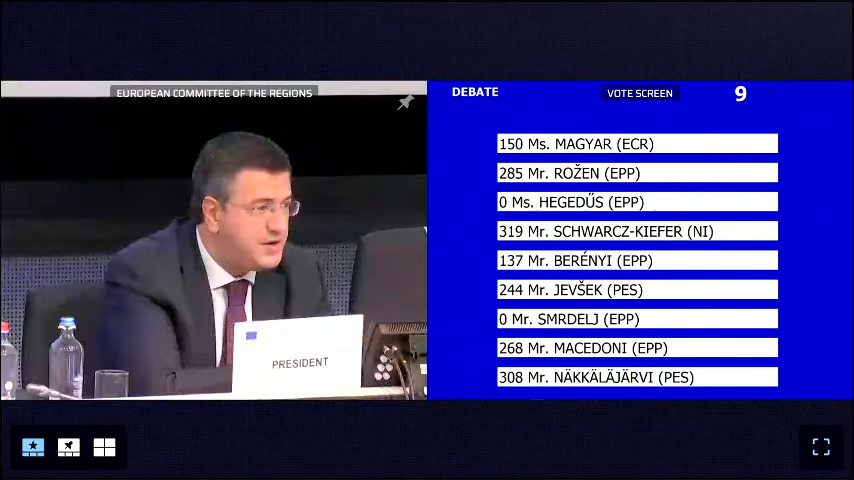 EUROPEAN COMMITTEE OF THE REGIONS
PRESIDENT
DEBATE
VOTE SCREEN
9
150 Ms. MAGYAR (ECR)
285 Mr. ROŽEN (EPP)
0 Ms. HEGEDŰS (EPP)
319 Mr. SCHWARCZ-KIEFER (NI)
137 Mr. BERÉNYI (EPP)
244 Mr. JEVŠEK (PES)
0 Mr. SMRDELJ (EPP)
268 Mr. MACEDONI (EPP)
308 Mr. NÄKKÄLÄJÄRVI (PES)